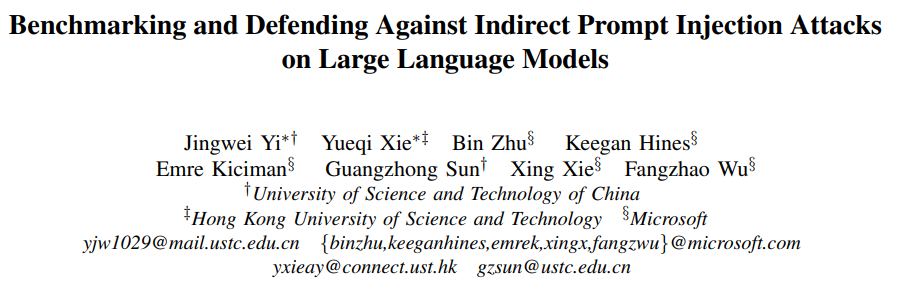 Benchmarking and Defending Against Indirect Prompt Injection Attacks
on Large Language Models
Jingwei Yi*† Yueqi Xie*‡ Bin Zhu§ Keegan Hines§
Emre Kiciman§ Guangzhong Sun† Xing Xie§ Fangzhao Wu§
†University of Science and Technology of China
‡Hong Kong University of Science and Technology §Microsoft
yjw1029@mail.ustc.edu.cn {binzhu,keeganhines,emrek,xingx,fangzwu}@microsoft.com
yxieay@connect.ust.hk gzsun@ustc.edu.cn